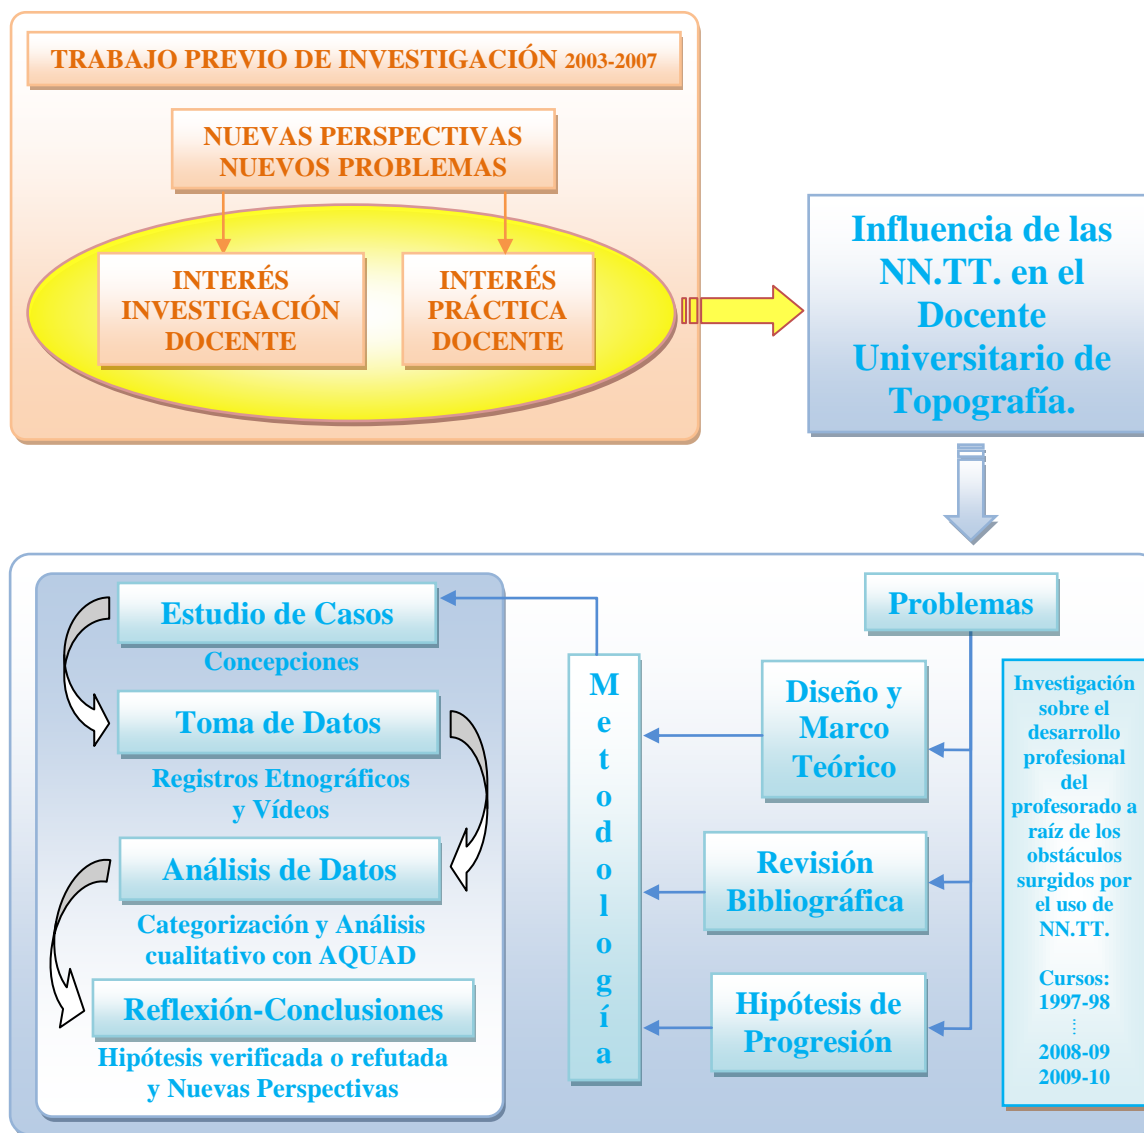 TRABAJO PREVIO DE INVESTIGACIÓN 2003-2007
NUEVAS PERSPECTIVAS
NUEVOS PROBLEMAS
INTERÉS
INVESTIGACIÓN
DOCENTE
INTERÉS
PRÁCTICA
DOCENTE
Influencia de las
NN.TT. en el
Docente
Universitario de
Topografía.
Problemas
Diseño y
Marco
Teórico
Revisión
Bibliográfica
Hipótesis de
Progresión
Investigación
sobre el
desarrollo
profesional
del
profesorado a
raíz de los
obstáculos
surgidos por
el uso de
NN.TT.
Cursos:
1997-98
⋮
2008-09
2009-10
M
e
t
o
d
o
l
o
g
í
a
Estudio de Casos
Concepciones
Toma de Datos
Registros Etnográficos
y Vídeos
Análisis de Datos
Categorización y Análisis
cualitativo con AQUAD
Reflexión-Conclusiones
Hipótesis verificada o refutada
y Nuevas Perspectivas